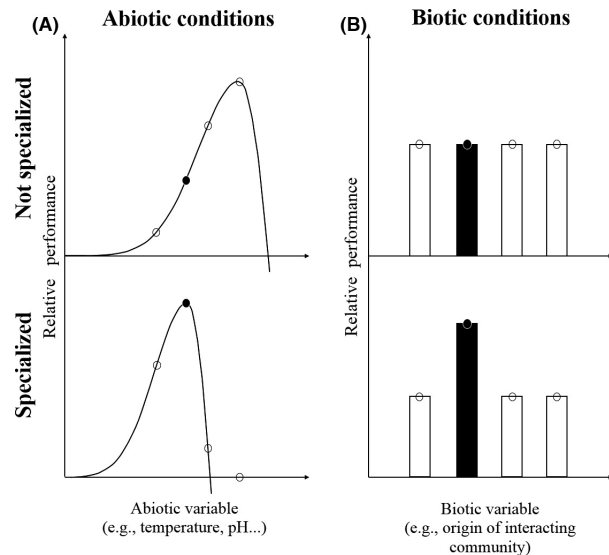 (A) Abiotic conditions
(B) Biotic conditions
Not specialized
Specialized
Relative performance
Relative performance
Abiotic variable
(e.g., temperature, pH...)
Biotic variable
(e.g., origin of interacting
community)